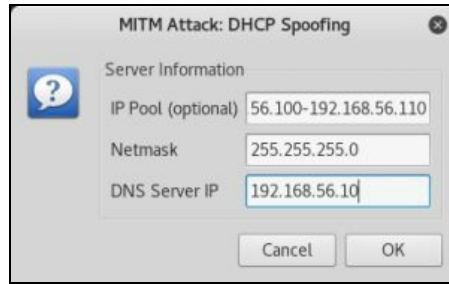 MITM Attack: DHCP Spoofing
Server Information
IP Pool (optional) 56.100-192.168.56.110
Netmask 255.255.255.0
DNS Server IP 192.168.56.10
Cancel OK